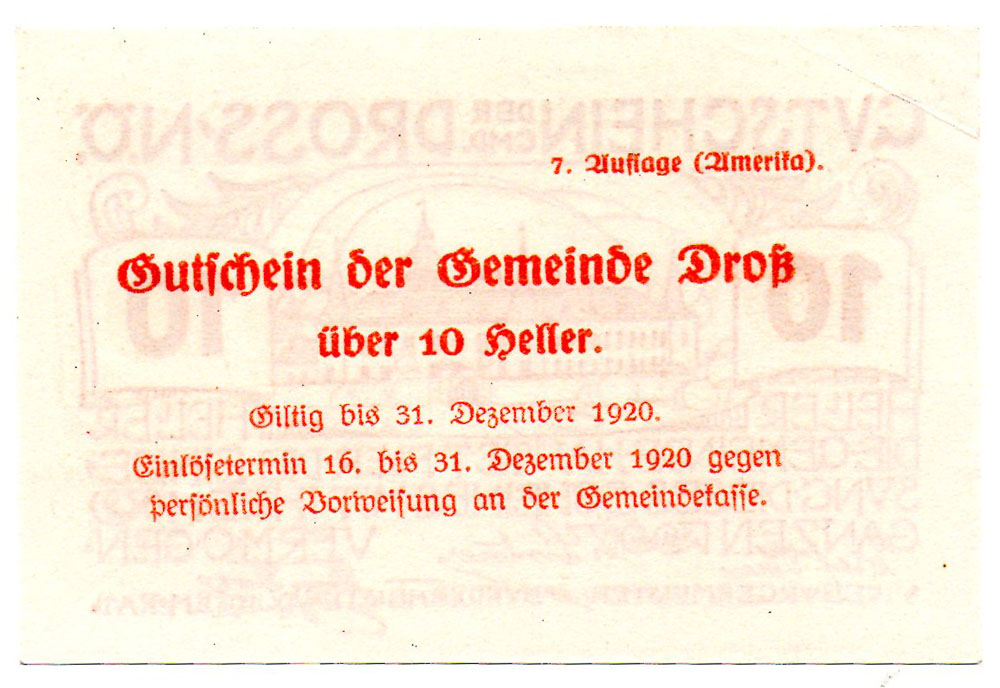 7. Auflage (Amerika).
Gutschein der Gemeinde Droß
über 10 Heller.
Giltig bis 31. Dezember 1920.
Einlösetermin 16. bis 31. Dezember 1920 gegen
persönliche Vorweisung an der Gemeindekasse.